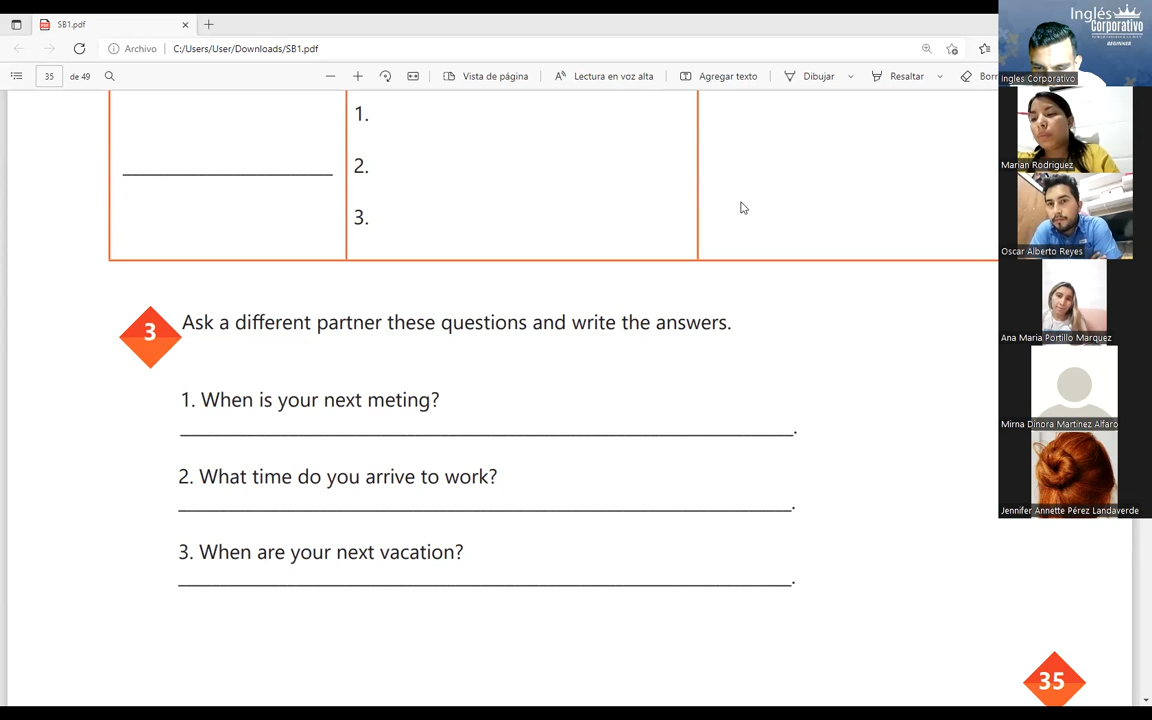 SB1.pdf
Archivo C:/Users/User/Downloads/SB1.pdf
35 de 49 Vista de página Lectura en voz alta Agregar texto Dibujar Resaltar Borr
1.
2.
3.
3 Ask a different partner these questions and write the answers.
1. When is your next meting?
2. What time do you arrive to work?
3. When are your next vacation?
35
Inglés
Corporativo
BEGINNER
Ingles Corporativo
Marian Rodriguez
Oscar Alberto Reyes
Ana Maria Portillo Marquez
Mirna Dinora Martinez Alfaro
Jennifer Annette Pérez Landaverde